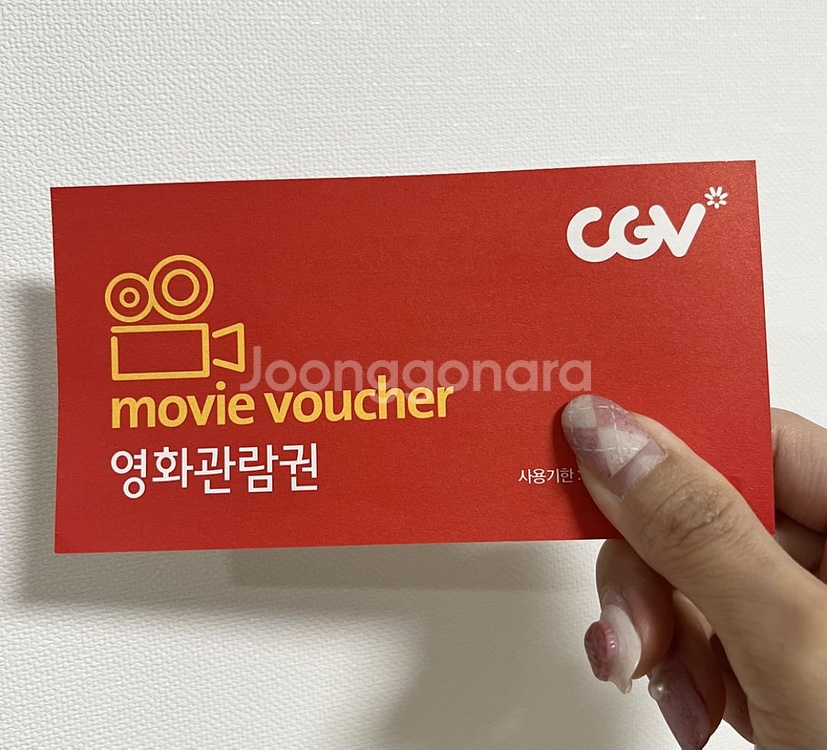 CGV
Joonggonara
movie voucher
영화관람권
사용기한 :